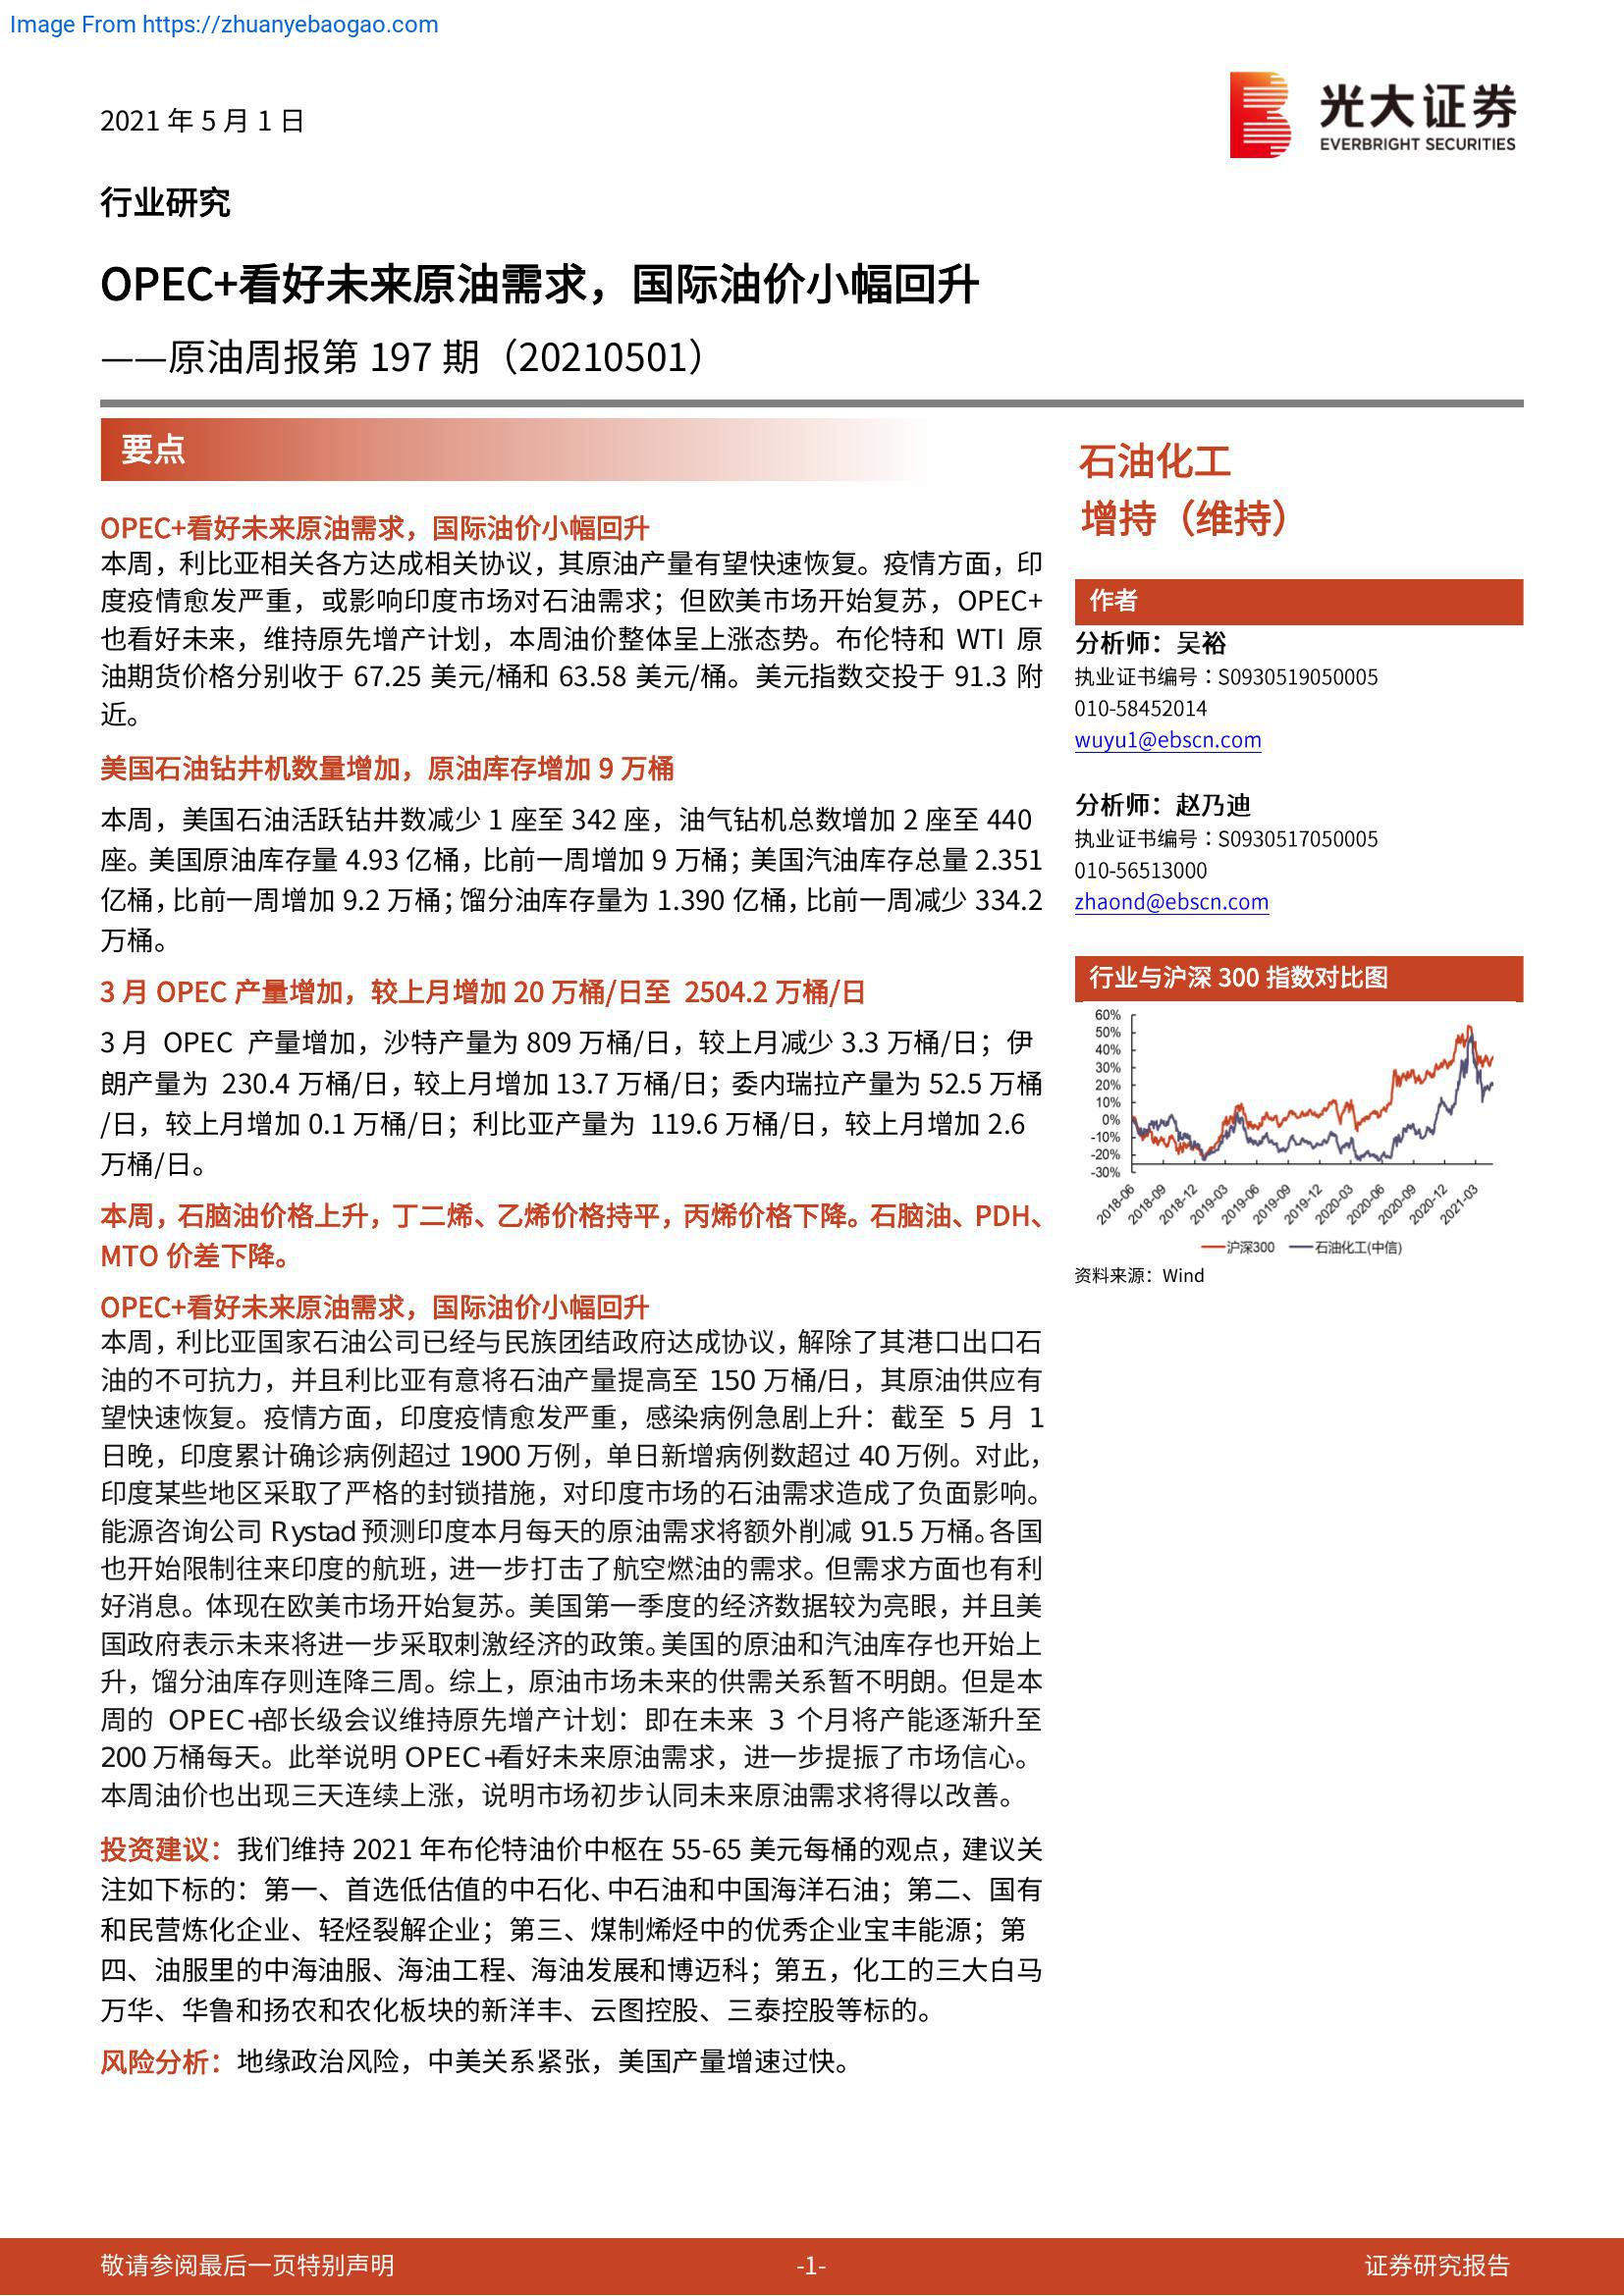 Image From https://zhuanyebaogao.com
2021 年 5 月 1 日
光大证券
EVERBRIGHT SECURITIES
行业研究
OPEC+看好未来原油需求，国际油价小幅回升
——原油周报第 197 期（20210501）
要点
OPEC+看好未来原油需求，国际油价小幅回升
本周，利比亚相关各方达成相关协议，其原油产量有望快速恢复。疫情方面，印
度疫情愈发严重，或影响印度市场对石油需求；但欧美市场开始复苏，OPEC+
也看好未来，维持原先增产计划，本周油价整体呈上涨态势。布伦特和 WTI 原
油期货价格分别收于 67.25 美元/桶和 63.58 美元/桶。美元指数交投于 91.3 附
近。
美国石油钻井机数量增加，原油库存增加 9 万桶
本周，美国石油活跃钻井数减少 1 座至 342 座，油气钻机总数增加 2 座至 440
座。美国原油库存量 4.93 亿桶，比前一周增加 9 万桶；美国汽油库存总量 2.351
亿桶，比前一周增加 9.2 万桶；馏分油库存量为 1.390 亿桶，比前一周减少 334.2
万桶。
3 月 OPEC 产量增加，较上月增加 20 万桶/日至 2504.2 万桶/日
3 月 OPEC 产量增加，沙特产量为 809 万桶/日，较上月减少 3.3 万桶/日；伊
朗产量为 230.4 万桶/日，较上月增加 13.7 万桶/日；委内瑞拉产量为 52.5 万桶
/日，较上月增加 0.1 万桶/日；利比亚产量为 119.6 万桶/日，较上月增加 2.6
万桶/日。
本周，石脑油价格上升，丁二烯、乙烯价格持平，丙烯价格下降。石脑油、PDH、
MTO 价差下降。
OPEC+看好未来原油需求，国际油价小幅回升
本周，利比亚国家石油公司已经与民族团结政府达成协议，解除了其港口出口石
油的不可抗力，并且利比亚有意将石油产量提高至 150 万桶/日，其原油供应有
望快速恢复。疫情方面，印度疫情愈发严重，感染病例急剧上升：截至 5 月 1
日晚，印度累计确诊病例超过 1900 万例，单日新增病例数超过 40 万例。对此，
印度某些地区采取了严格的封锁措施，对印度市场的石油需求造成了负面影响。
能源咨询公司 Rystad 预测印度本月每天的原油需求将额外削减 91.5 万桶。各国
也开始限制往来印度的航班，进一步打击了航空燃油的需求。但需求方面也有利
好消息。体现在欧美市场开始复苏。美国第一季度的经济数据较为亮眼，并且美
国政府表示未来将进一步采取刺激经济的政策。美国的原油和汽油库存也开始上
升，馏分油库存则连降三周。综上，原油市场未来的供需关系暂不明朗。但是本
周的 OPEC+部长级会议维持原先增产计划：即在未来 3 个月将产能逐渐升至
200 万桶每天。此举说明 OPEC+看好未来原油需求，进一步提振了市场信心。
本周油价也出现三天连续上涨，说明市场初步认同未来原油需求将得以改善。
投资建议：我们维持 2021 年布伦特油价中枢在 55-65 美元每桶的观点，建议关
注如下标的：第一、首选低估值的中石化、中石油和中国海洋石油；第二、国有
和民营炼化企业、轻烃裂解企业；第三、煤制烯烃中的优秀企业宝丰能源；第
四、油服里的中海油服、海油工程、海油发展和博迈科；第五，化工的三大白马
万华、华鲁和扬农和农化板块的新洋丰、云图控股、三泰控股等标的。
风险分析：地缘政治风险，中美关系紧张，美国产量增速过快。
石油化工
增持（维持）
作者
分析师：吴裕
执业证书编号：S0930519050005
010-58452014
wuyu1@ebscn.com
分析师：赵乃迪
执业证书编号：S0930517050005
010-56513000
zhaond@ebscn.com
行业与沪深 300 指数对比图
60%
50%
40%
30%
20%
10%
0%
-10%
-20%
-30%
2018-06 2018-09 2018-12 2019-03 2019-06 2019-09 2019-12 2020-03 2020-06 2020-09 2020-12 2021-03
沪深300 石油化工(中信)
资料来源：Wind
敬请参阅最后一页特别声明 -1- 证券研究报告